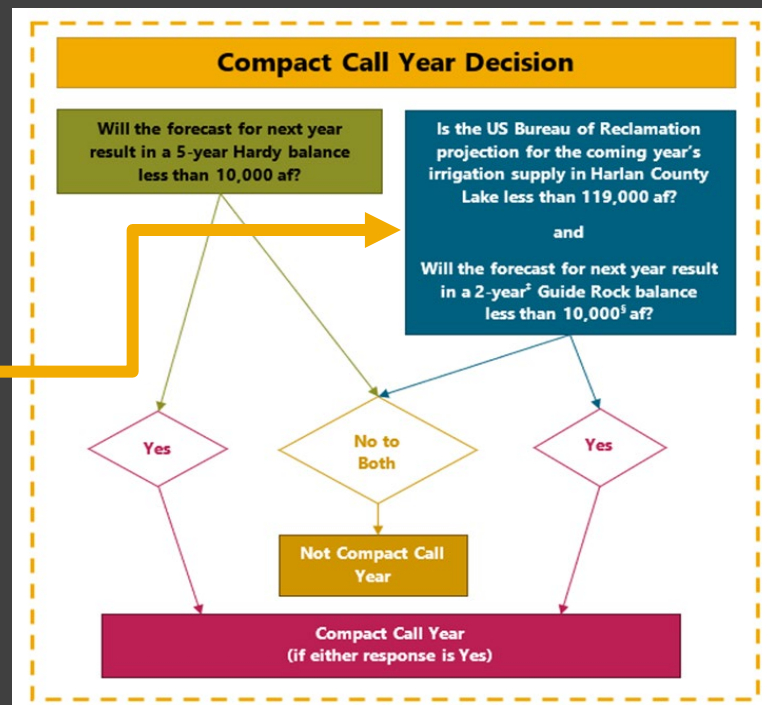 Compact Call Year Decision
Will the forecast for next year
result in a 5-year Hardy balance
less than 10,000 af?
Is the US Bureau of Reclamation
projection for the coming year's
irrigation supply in Harlan County
Lake less than 119,000 af?
and
Will the forecast for next year result
in a 2-year‡ Guide Rock balance
less than 10,000§ af?
Yes
No to
Both
Yes
Not Compact Call
Year
Compact Call Year
(if either response is Yes)